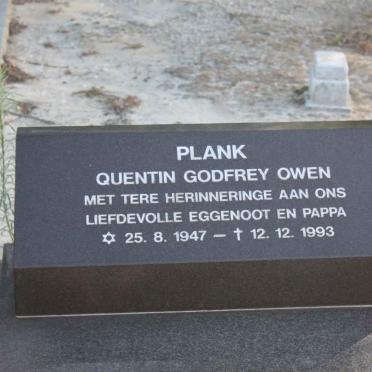 PLANK
QUENTIN GODFREY OWEN
MET TERE HERINNERINGE AAN ONS
LIEFDEVOLLE EGGENOOT EN PAPPA
✡ 25. 8. 1947 — † 12. 12. 1993